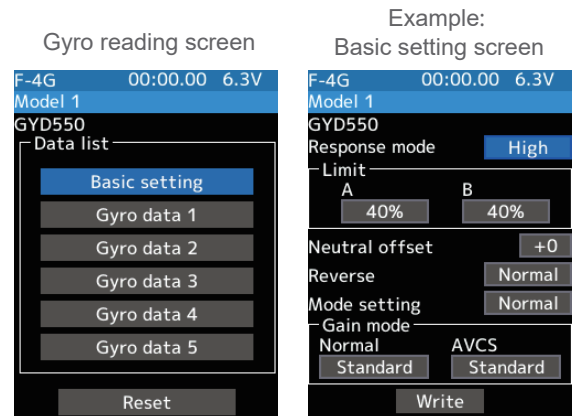 Gyro reading screen
F-4G 00:00.00 6.3V
Model 1
GYD550
Data list
Basic setting
Gyro data 1
Gyro data 2
Gyro data 3
Gyro data 4
Gyro data 5
Reset
Example:
Basic setting screen
F-4G 00:00.00 6.3V
Model 1
GYD550
Response mode High
Limit
A B
40% 40%
Neutral offset +0
Reverse Normal
Mode setting Normal
Gain mode
Normal AVCS
Standard Standard
Write